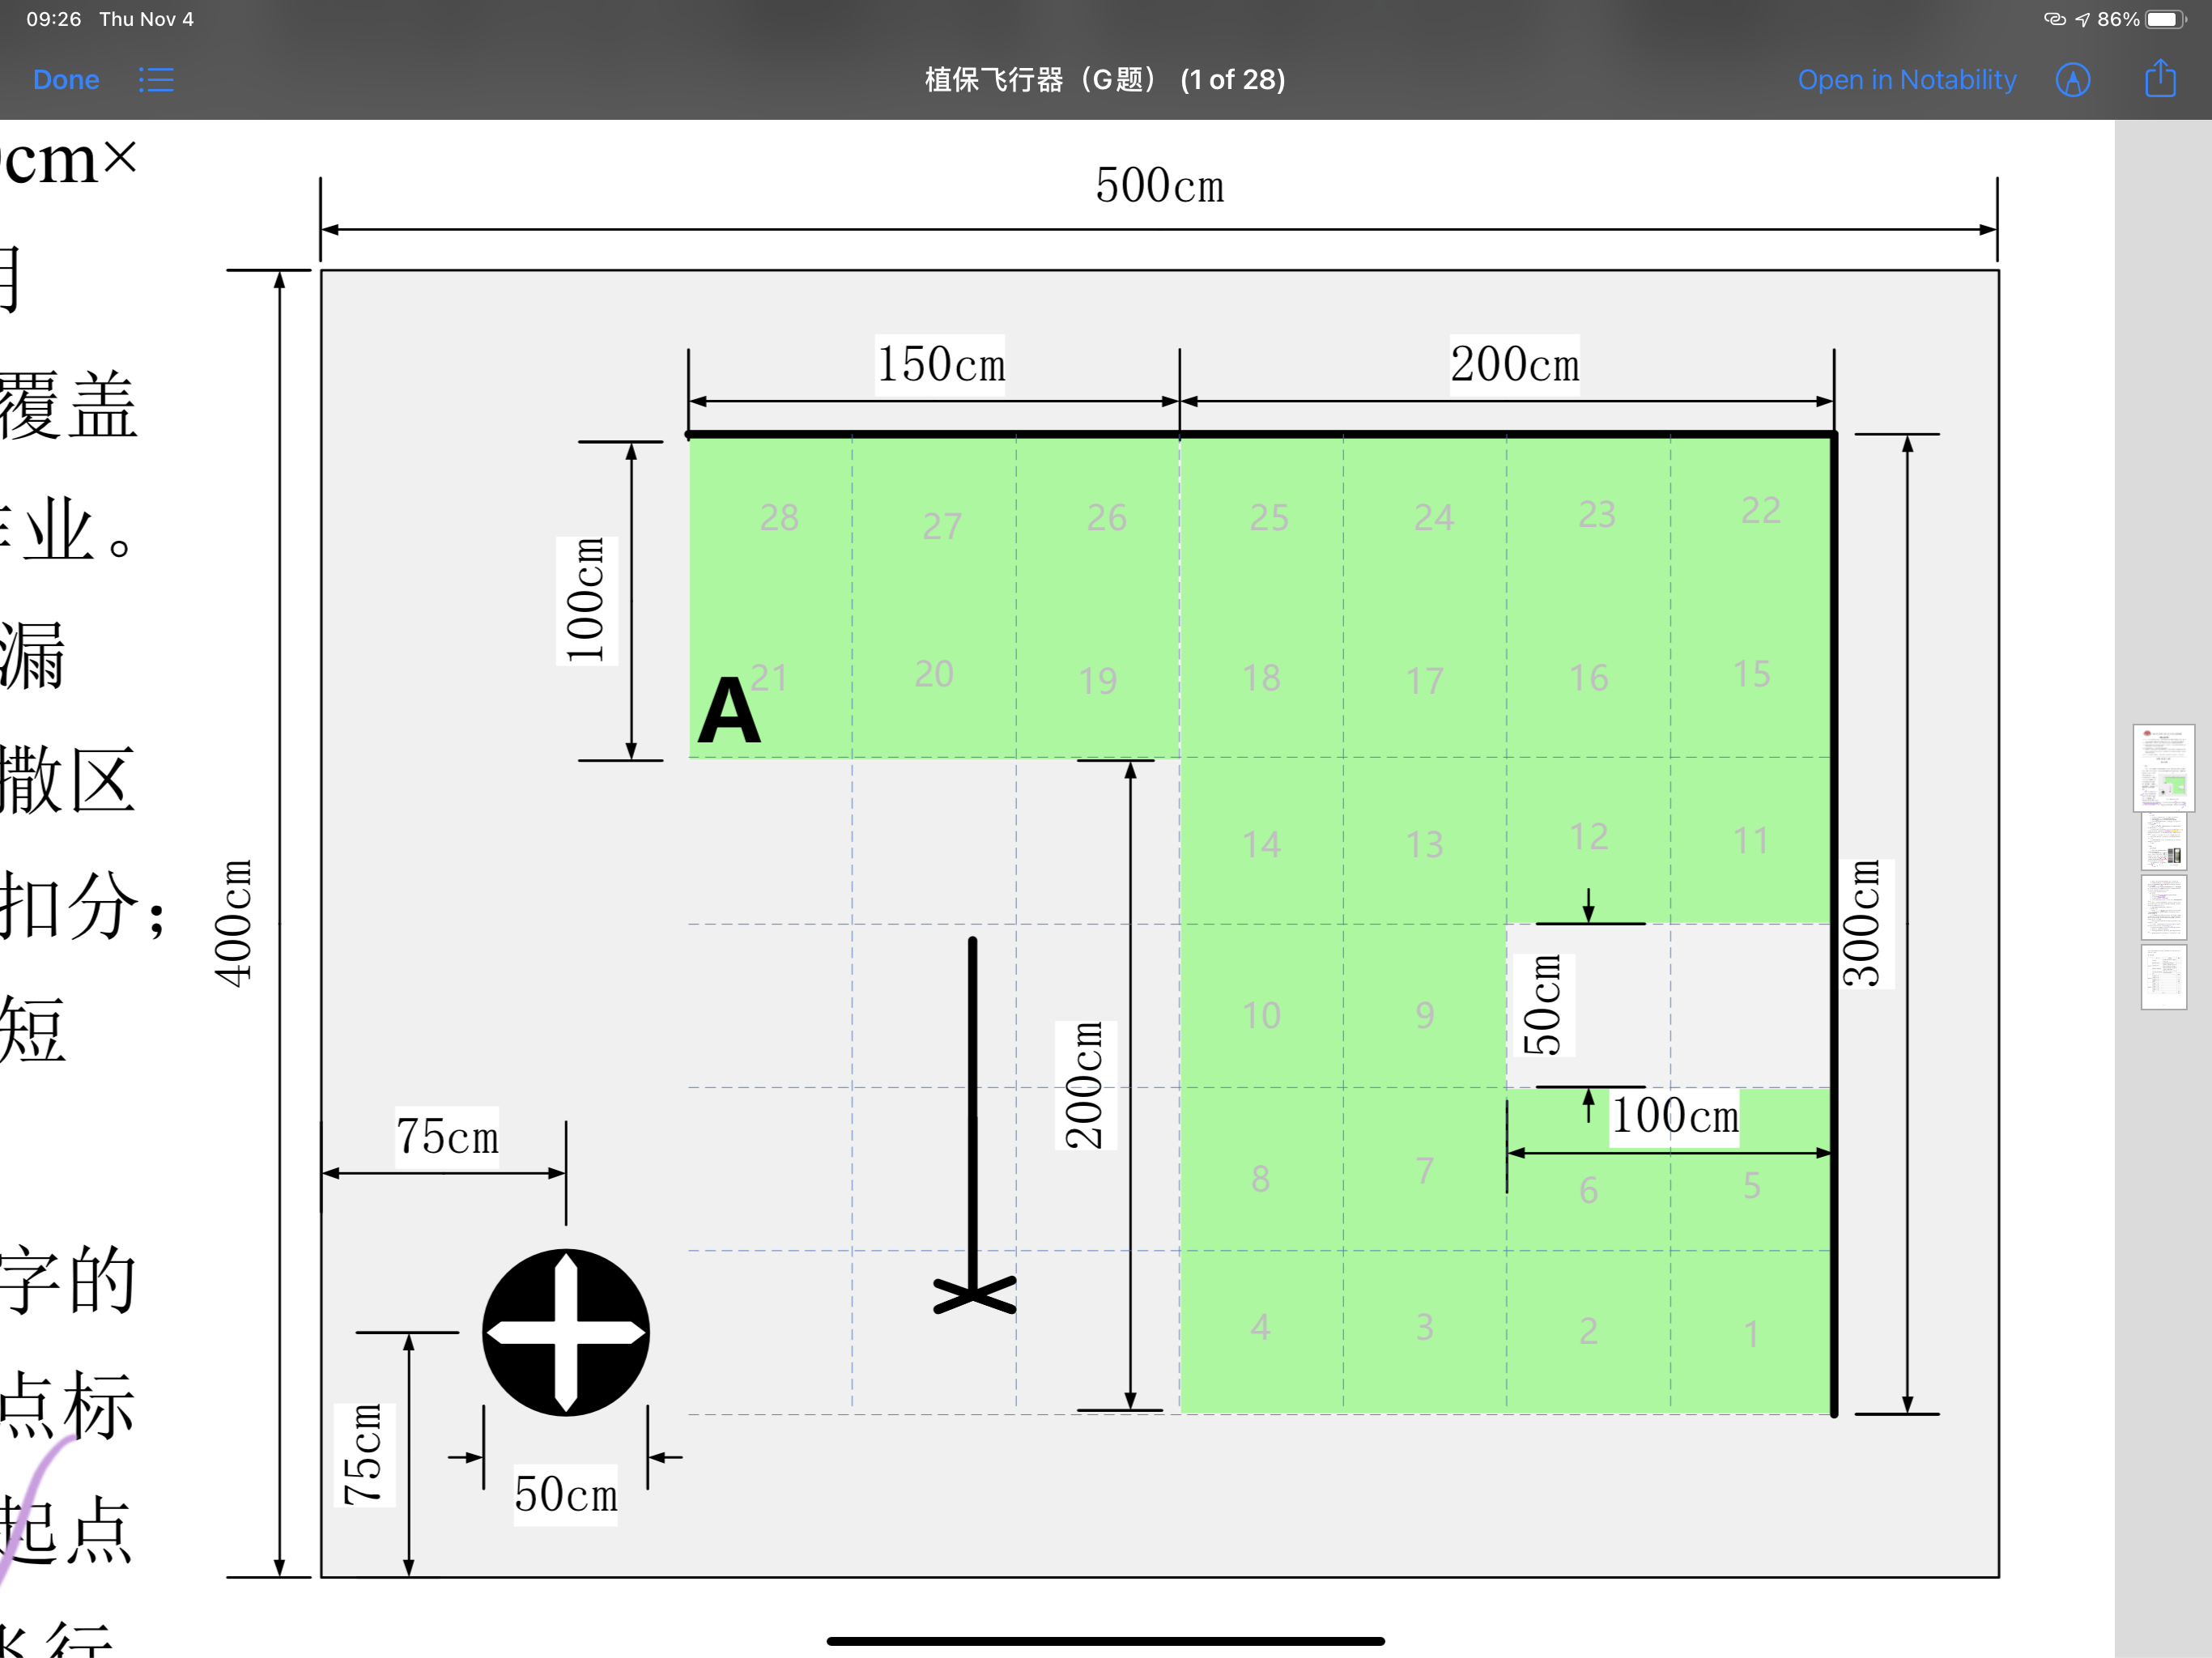 09:26 Thu Nov 4
86%
Done
植保飞行器（G题） (1 of 28)
Open in Notability
cm×
覆盖
业。
漏
撒区
扣分；
短
字的
点标
起点
飞行
500cm
150cm
200cm
28 27 26 25 24 23 22
100cm
A
21 20 19 18 17 16 15
14 13 12 11
400cm
300cm
10 9
50cm
200cm
75cm
100cm
8 7 6 5
4 3 2 1
75cm
50cm